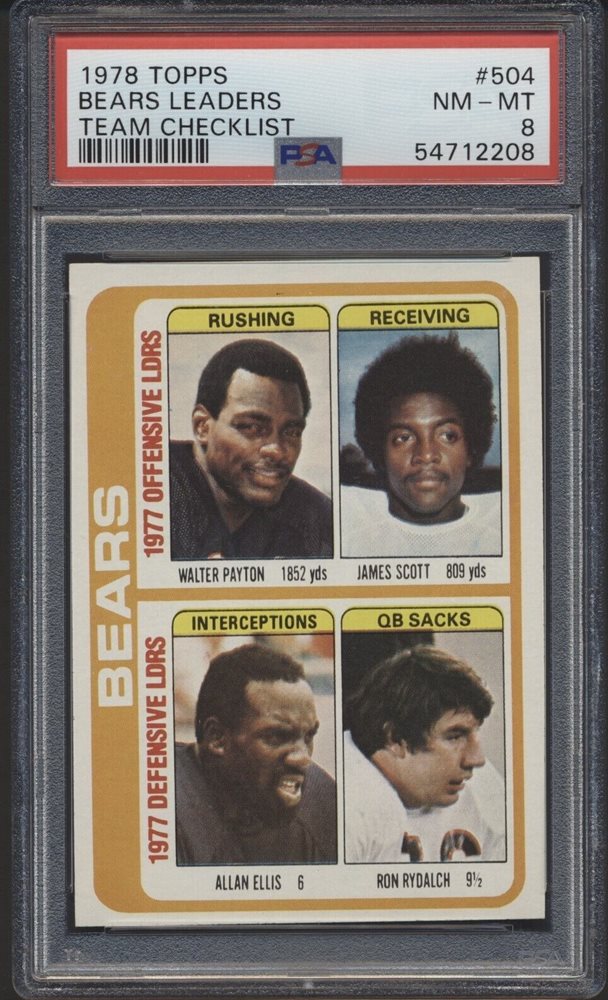 1978 TOPPS #504
BEARS LEADERS NM - MT
TEAM CHECKLIST 8
PSA 54712208
BEARS
1977 OFFENSIVE LDRS
RUSHING
RECEIVING
WALTER PAYTON 1852 yds
JAMES SCOTT 809 yds
1977 DEFENSIVE LDRS
INTERCEPTIONS
QB SACKS
ALLAN ELLIS 6
RON RYDALCH 9½
PSA